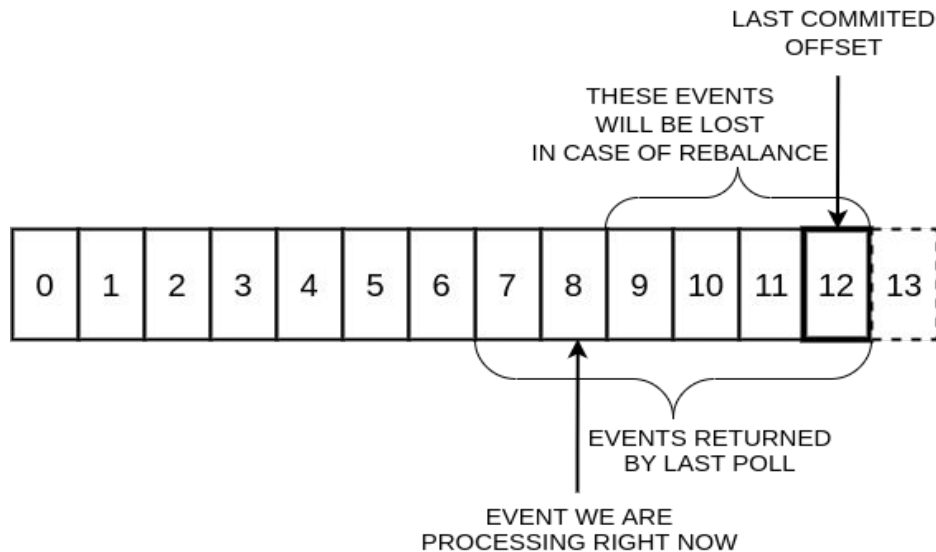 LAST COMMITED
OFFSET
THESE EVENTS
WILL BE LOST
IN CASE OF REBALANCE
0 1 2 3 4 5 6 7 8 9 10 11 12 13
EVENTS RETURNED
BY LAST POLL
EVENT WE ARE
PROCESSING RIGHT NOW